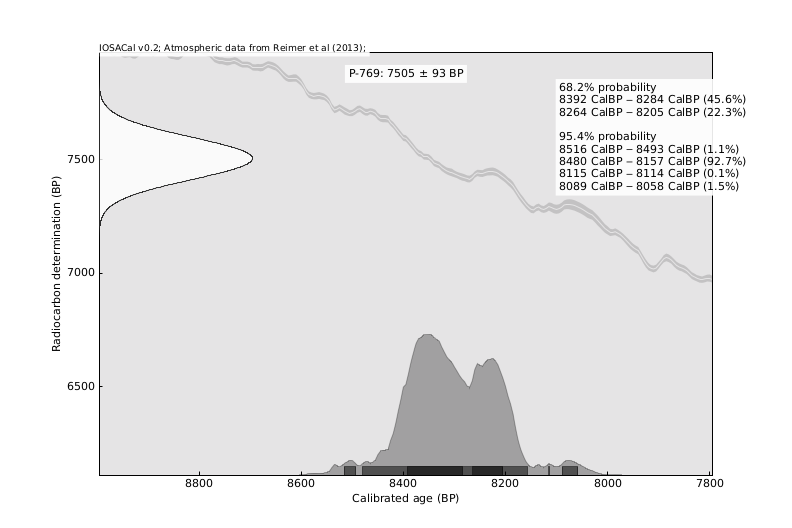 IOSACal v0.2; Atmospheric data from Reimer et al (2013);
P-769: 7505 ± 93 BP
68.2% probability
8392 CalBP – 8284 CalBP (45.6%)
8264 CalBP – 8205 CalBP (22.3%)
95.4% probability
8516 CalBP – 8493 CalBP (1.1%)
8480 CalBP – 8157 CalBP (92.7%)
8115 CalBP – 8114 CalBP (0.1%)
8089 CalBP – 8058 CalBP (1.5%)
Radiocarbon determination (BP)
7500
7000
6500
8800 8600 8400 8200 8000 7800
Calibrated age (BP)